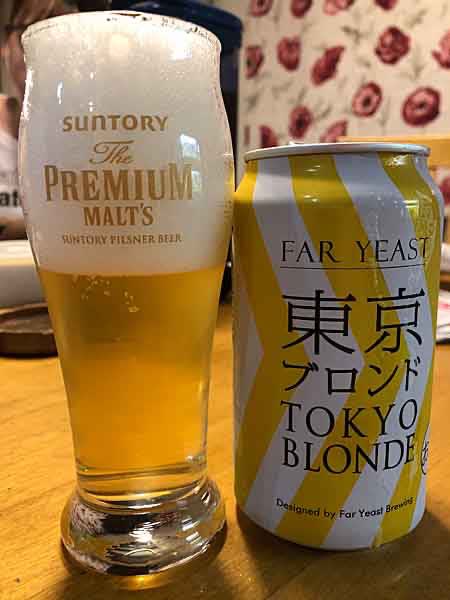 SUNTORY
The
PREMIUM
MALT'S
SUNTORY PILSNER BEER
FAR YEAST
東京
ブロンド
TOKYO
BLONDE
Designed by Far Yeast Brewing